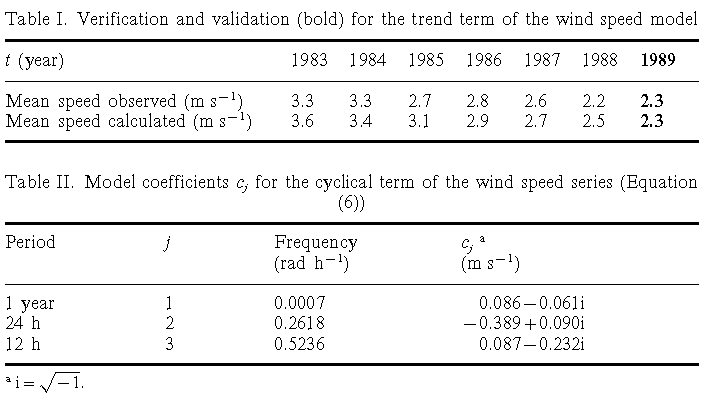 Table I. Verification and validation (bold) for the trend term of the wind speed model
t (year) 1983 1984 1985 1986 1987 1988 1989
Mean speed observed (m s⁻¹) 3.3 3.3 2.7 2.8 2.6 2.2 2.3
Mean speed calculated (m s⁻¹) 3.6 3.4 3.1 2.9 2.7 2.5 2.3
Table II. Model coefficients cⱼ for the cyclical term of the wind speed series (Equation
(6))
Period j Frequency cⱼ ᵃ
(rad h⁻¹) (m s⁻¹)
1 year 1 0.0007 0.086−0.061i
24 h 2 0.2618 −0.389+0.090i
12 h 3 0.5236 0.087−0.232i
ᵃ i=√−1.